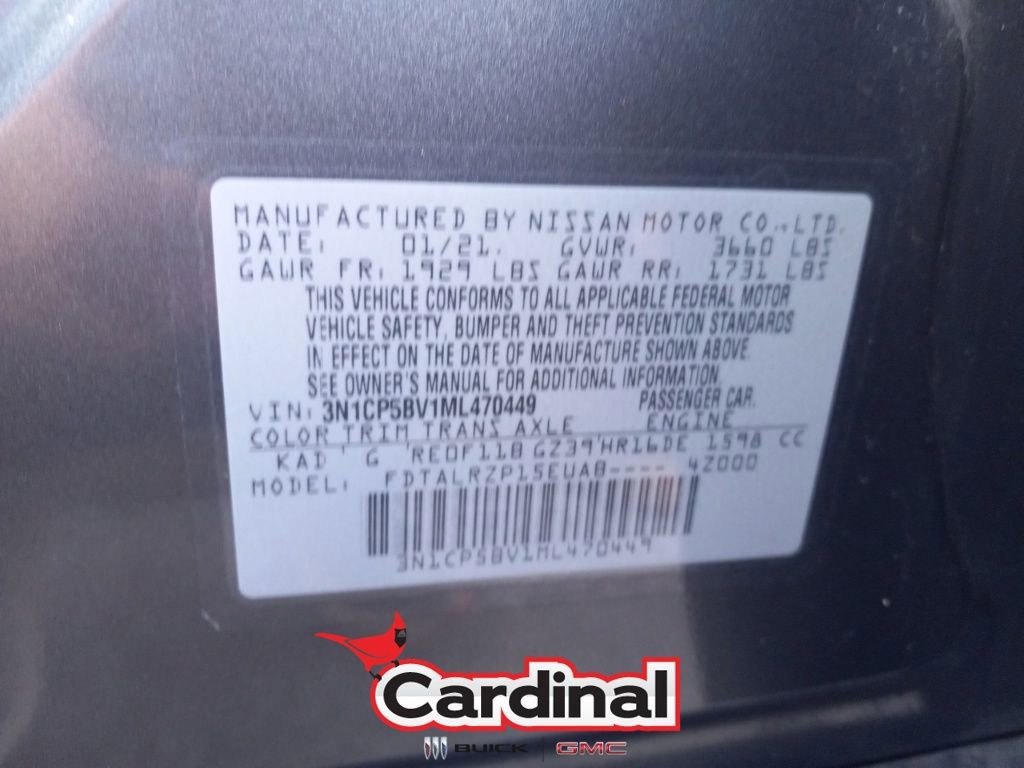 MANUFACTURED BY NISSAN MOTOR CO., LTD.
DATE: 01/21. GVWR: 3660 LBS
GAWR FR: 1929 LBS GAWR RR: 1731 LBS
THIS VEHICLE CONFORMS TO ALL APPLICABLE FEDERAL MOTOR
VEHICLE SAFETY, BUMPER AND THEFT PREVENTION STANDARDS
IN EFFECT ON THE DATE OF MANUFACTURE SHOWN ABOVE.
SEE OWNER'S MANUAL FOR ADDITIONAL INFORMATION.
VIN: 3N1CP5BV1ML470449 PASSENGER CAR.
COLOR TRIM TRANS AXLE ENGINE
KAD G RE0F11B GZ39 HR16DE 1598 CC
MODEL: FDTALRZP15EUAB---- 4Z000
3N1CP5BV1ML470449
Cardinal
BUICK GMC